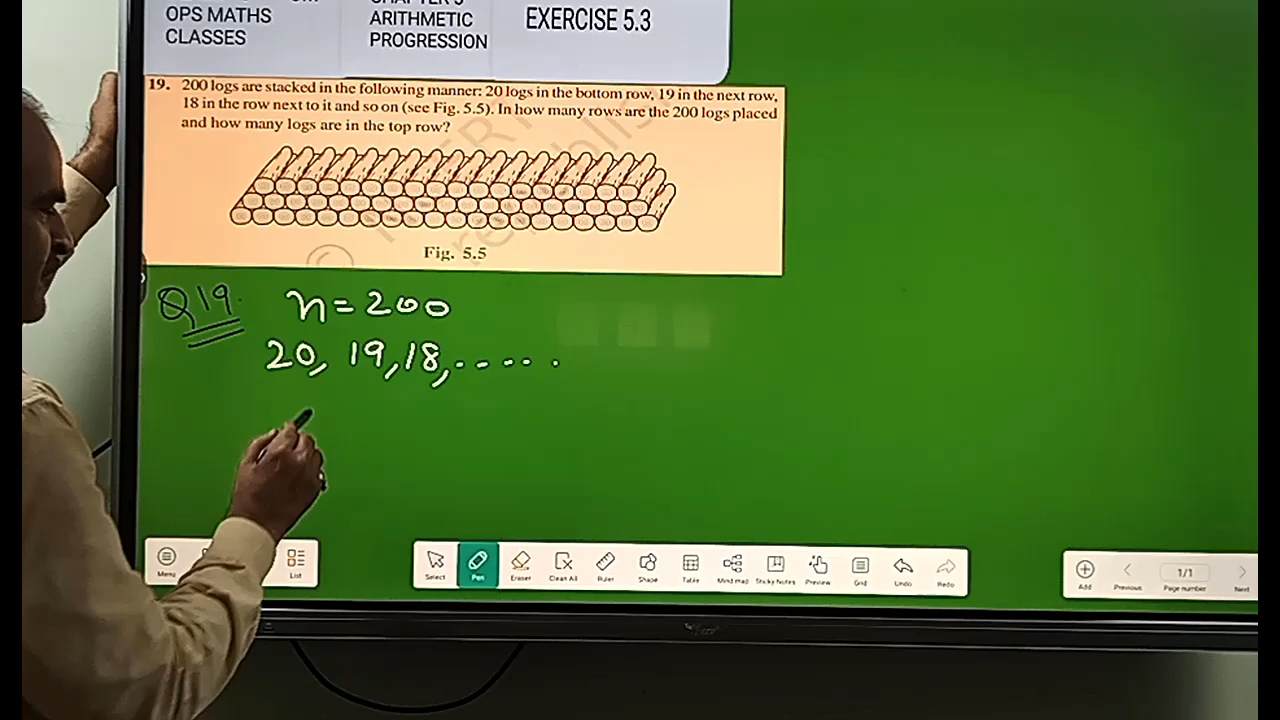 OPS MATHS
CLASSES
ARITHMETIC
PROGRESSION
EXERCISE 5.3
19. 200 logs are stacked in the following manner: 20 logs in the bottom row, 19 in the next row,
18 in the row next to it and so on (see Fig. 5.5). In how many rows are the 200 logs placed
and how many logs are in the top row?
Fig. 5.5
Q19. n=200
20, 19, 18, .......
Menu
List
Select
Pen
Eraser
Clean All
Ruler
Shape
Table
Mind map
Sticky Notes
Preview
Grid
Undo
Redo
Add
Previous
1/1
Page number
Next